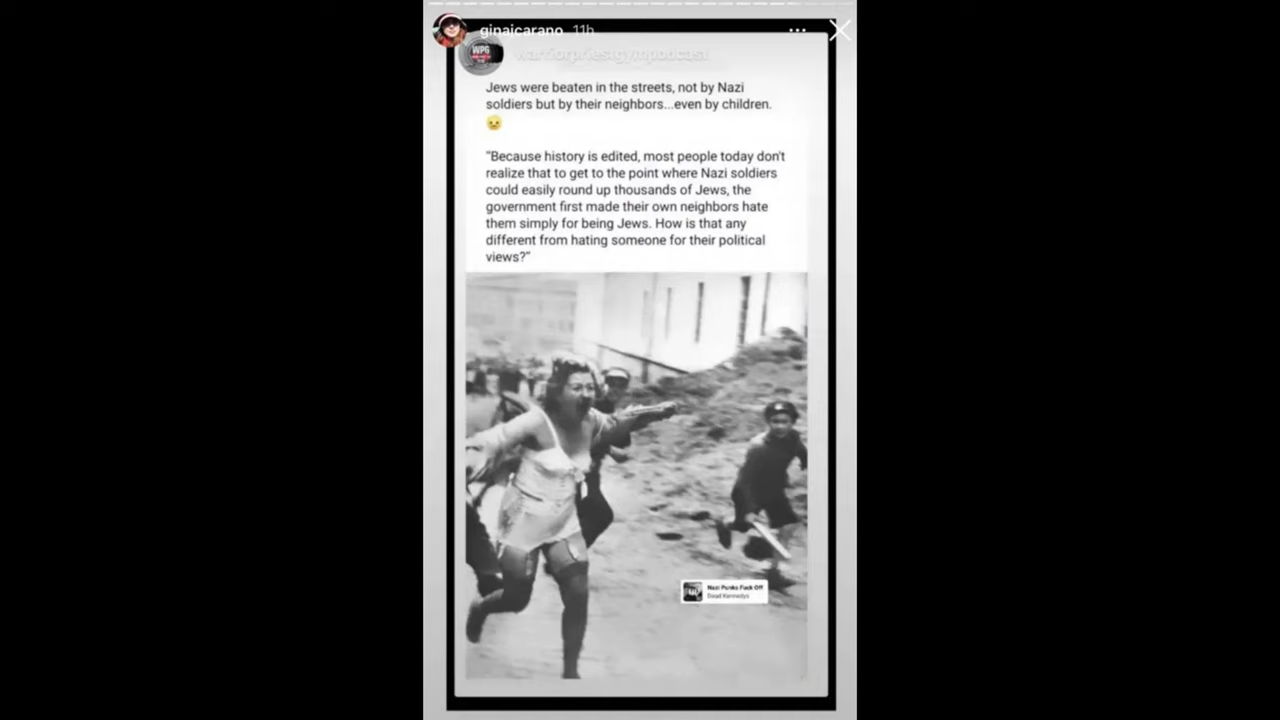 ginajcarano 11h
WPG
warriorpriestgympodcast
Jews were beaten in the streets, not by Nazi
soldiers but by their neighbors...even by children.
“Because history is edited, most people today don't
realize that to get to the point where Nazi soldiers
could easily round up thousands of Jews, the
government first made their own neighbors hate
them simply for being Jews. How is that any
different from hating someone for their political
views?”
Nazi Punks Fuck Off
Dead Kennedys